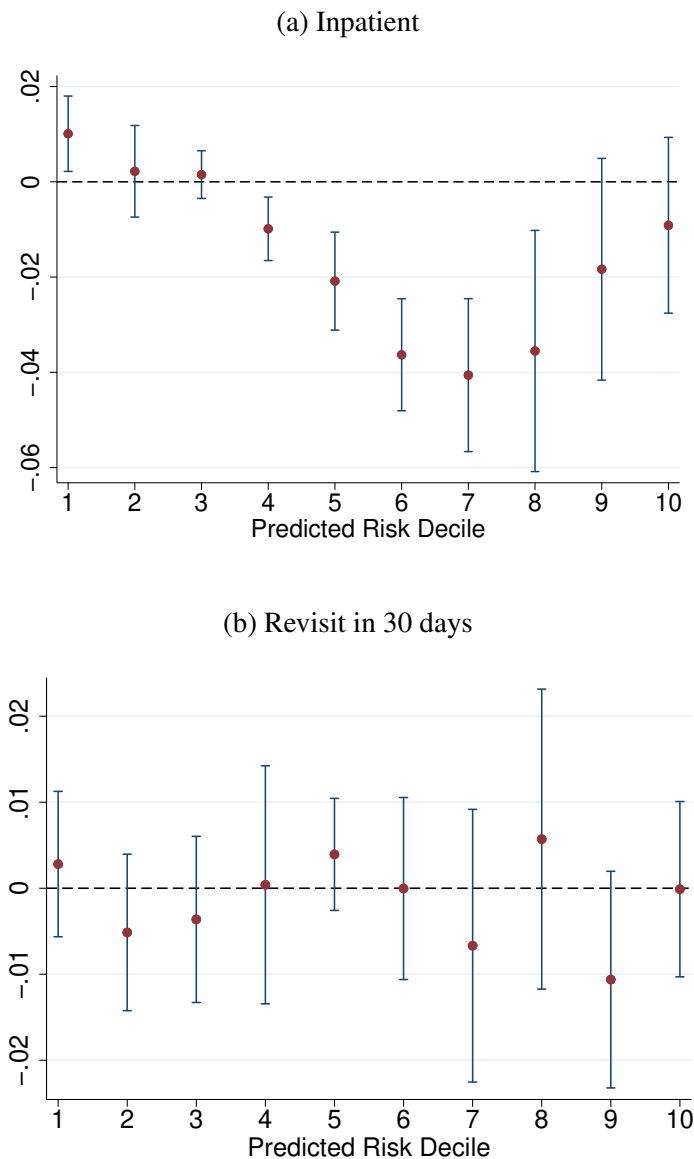 (a) Inpatient
.02
0
-.02
-.04
-.06
1 2 3 4 5 6 7 8 9 10
Predicted Risk Decile
(b) Revisit in 30 days
.02
.01
0
-.01
-.02
1 2 3 4 5 6 7 8 9 10
Predicted Risk Decile